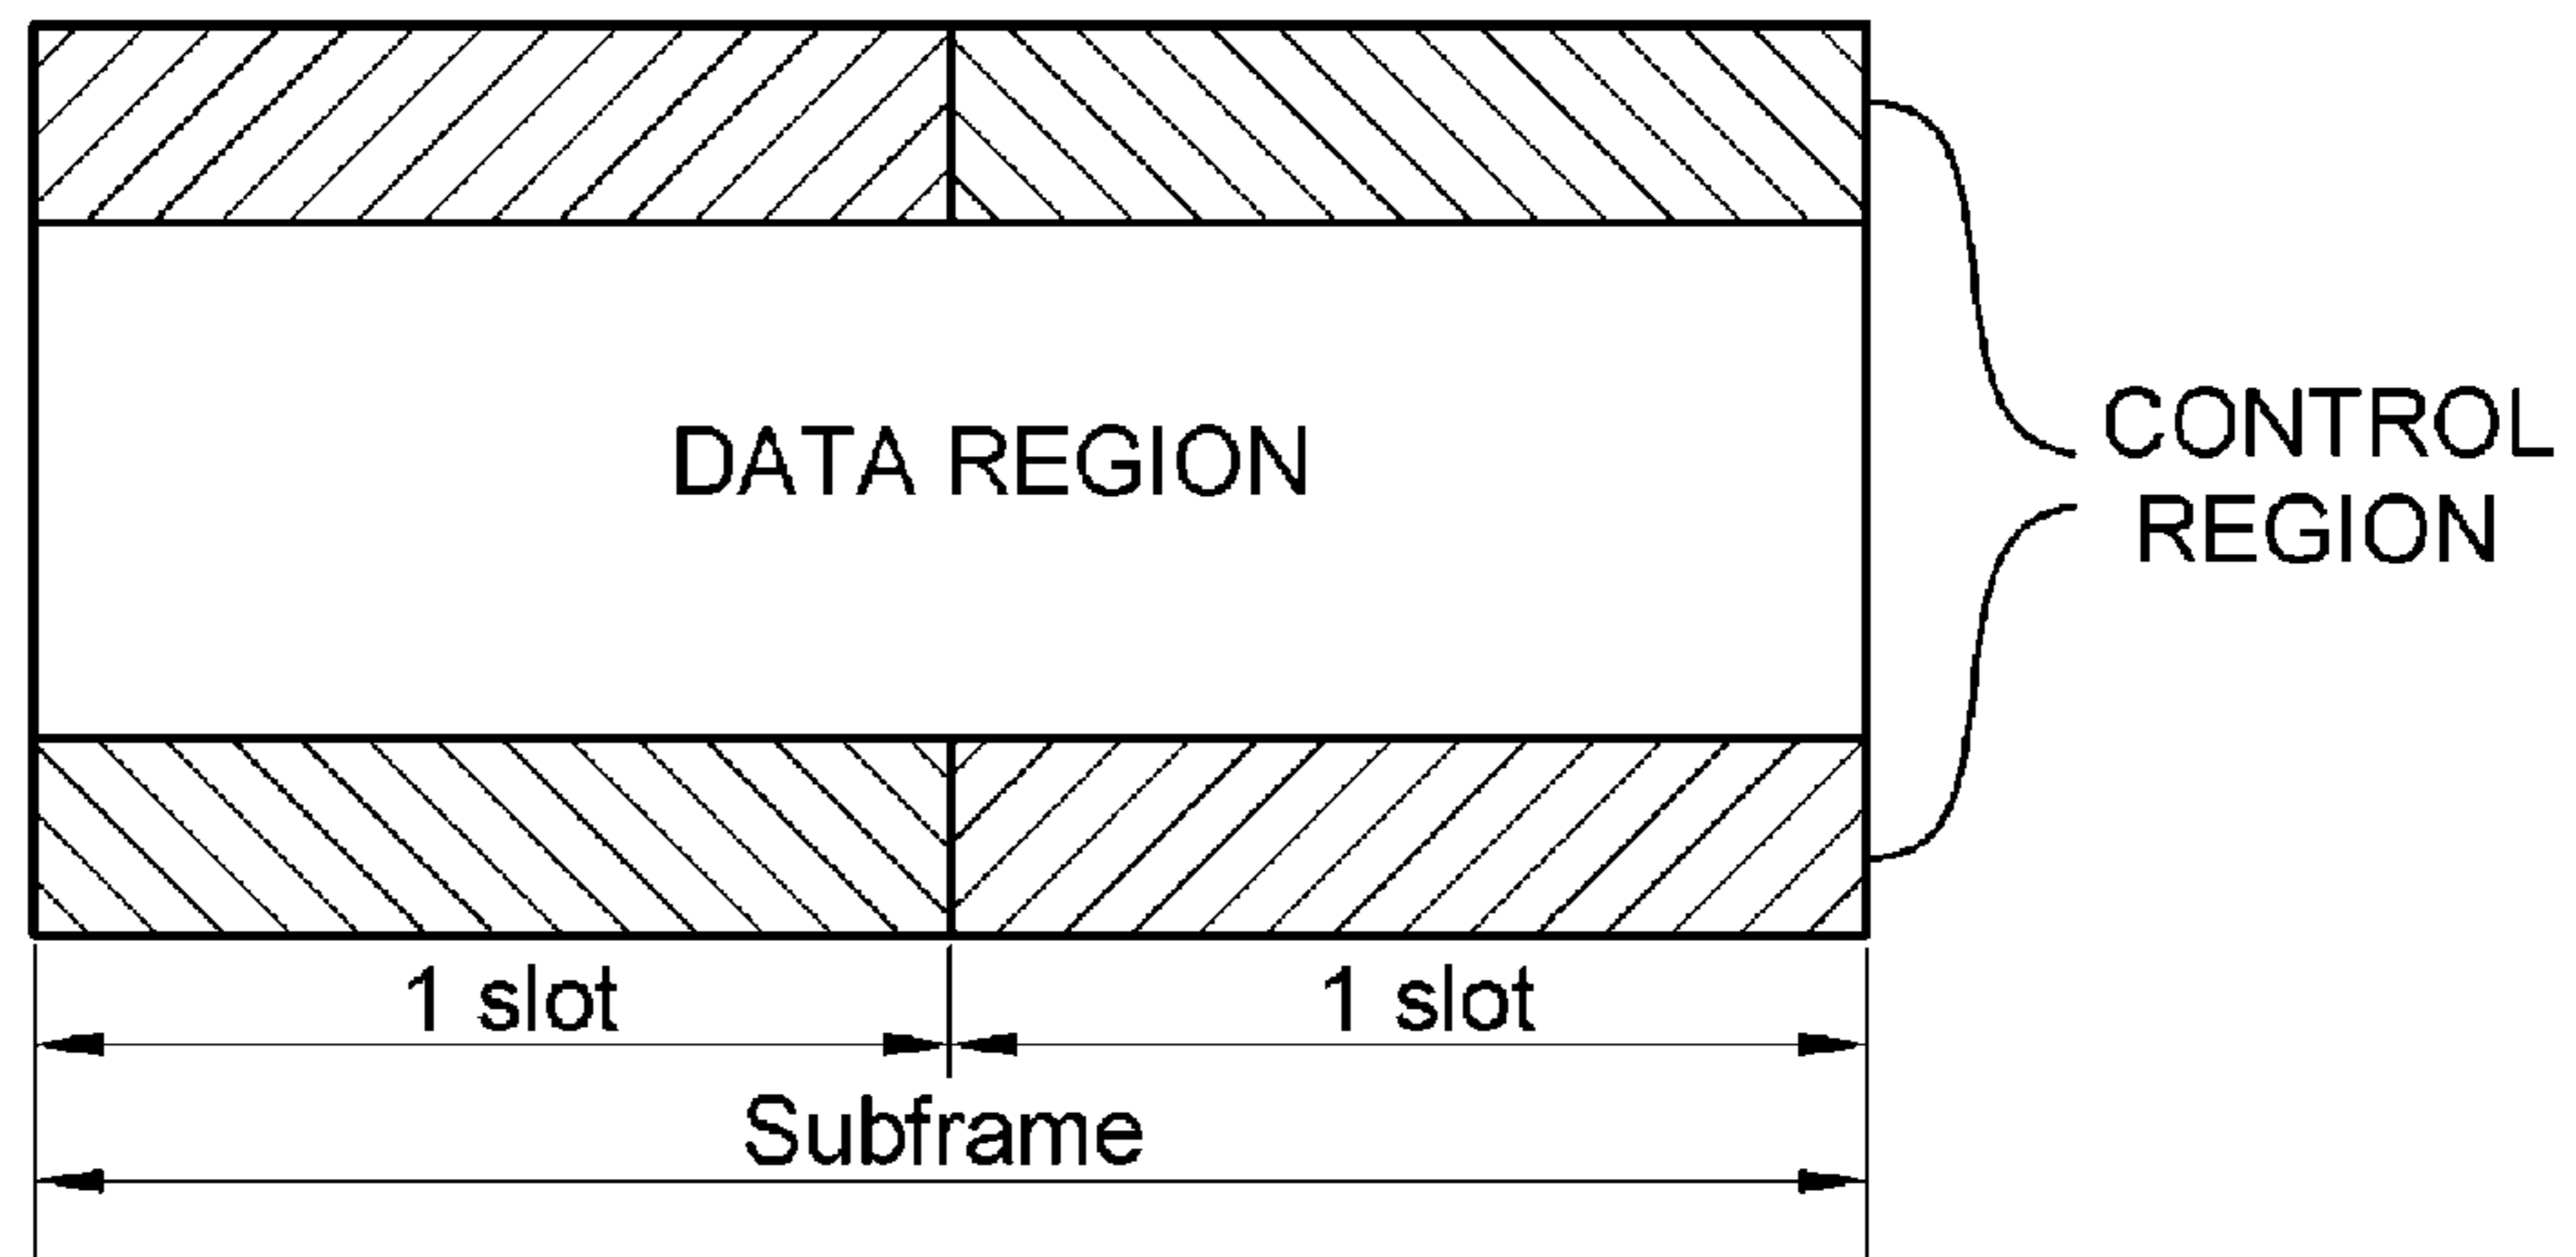 DATA REGION
CONTROL
REGION
1 slot
1 slot
Subframe